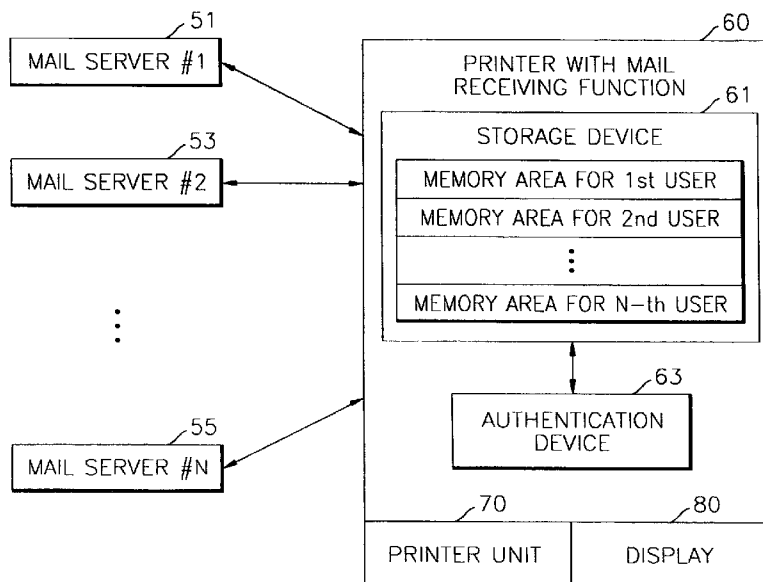 51
MAIL SERVER #1
53
MAIL SERVER #2
55
MAIL SERVER #N
60
PRINTER WITH MAIL
RECEIVING FUNCTION
61
STORAGE DEVICE
MEMORY AREA FOR 1st USER
MEMORY AREA FOR 2nd USER
MEMORY AREA FOR N-th USER
63
AUTHENTICATION
DEVICE
70
PRINTER UNIT
80
DISPLAY